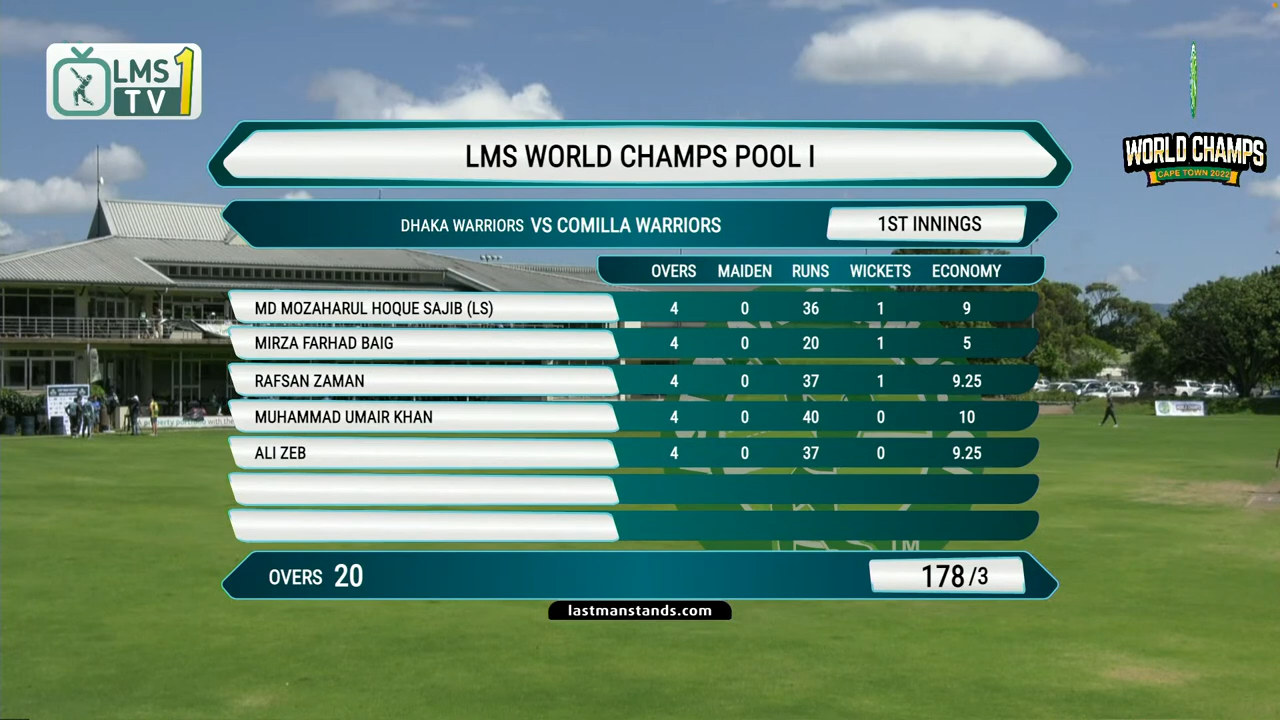 LMS 1
TV
WORLD CHAMPS
CAPE TOWN 2022
LMS WORLD CHAMPS POOL I
DHAKA WARRIORS VS COMILLA WARRIORS 1ST INNINGS
OVERS MAIDEN RUNS WICKETS ECONOMY
MD MOZAHARUL HOQUE SAJIB (LS) 4 0 36 1 9
MIRZA FARHAD BAIG 4 0 20 1 5
RAFSAN ZAMAN 4 0 37 1 9.25
MUHAMMAD UMAIR KHAN 4 0 40 0 10
ALI ZEB 4 0 37 0 9.25
TM
OVERS 20 178/3
lastmanstands.com